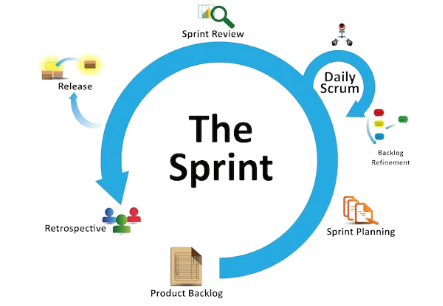 Sprint Review
Daily
Scrum
Release
The
Sprint
Backlog
Refinement
Retrospective
Sprint Planning
Product Backlog